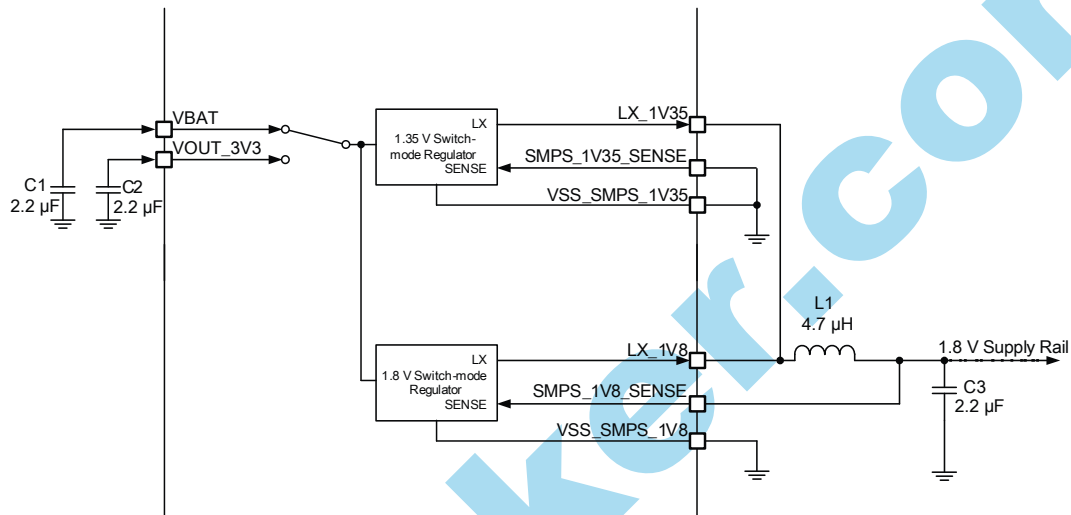 VBAT
VOUT_3V3
C1
2.2 µF
C2
2.2 µF
LX
1.35 V Switch-
mode Regulator
SENSE
LX_1V35
SMPS_1V35_SENSE
VSS_SMPS_1V35
L1
4.7 µH
LX
1.8 V Switch-mode
Regulator
SENSE
LX_1V8
SMPS_1V8_SENSE
VSS_SMPS_1V8
1.8 V Supply Rail
C3
2.2 µF
ker.com